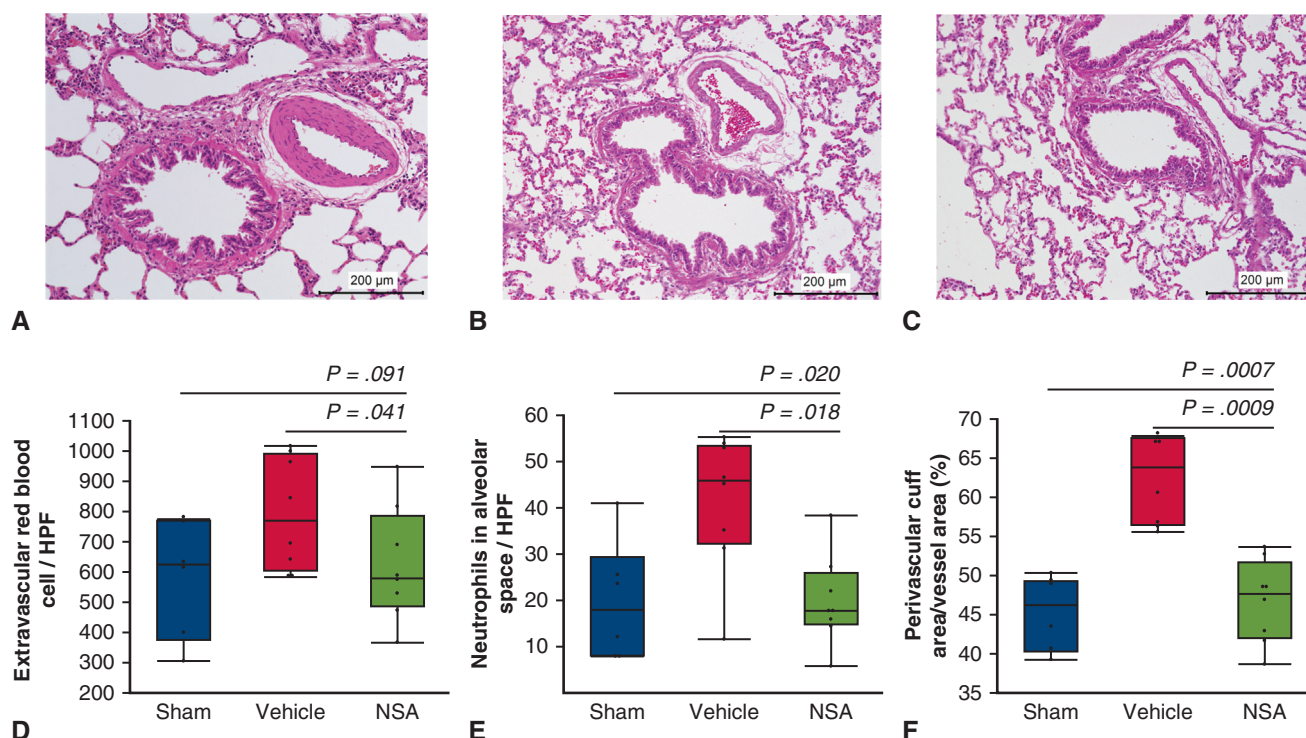 200 µm
200 µm
200 µm
A
B
C
P = .091
P = .041
Extravascular red blood
cell / HPF
1100
1000
900
800
700
600
500
400
300
200
Sham Vehicle NSA
D
P = .020
P = .018
Neutrophils in alveolar
space / HPF
60
50
40
30
20
10
Sham Vehicle NSA
E
P = .0007
P = .0009
Perivascular cuff
area/vessel area (%)
70
65
60
55
50
45
40
35
Sham Vehicle NSA
F